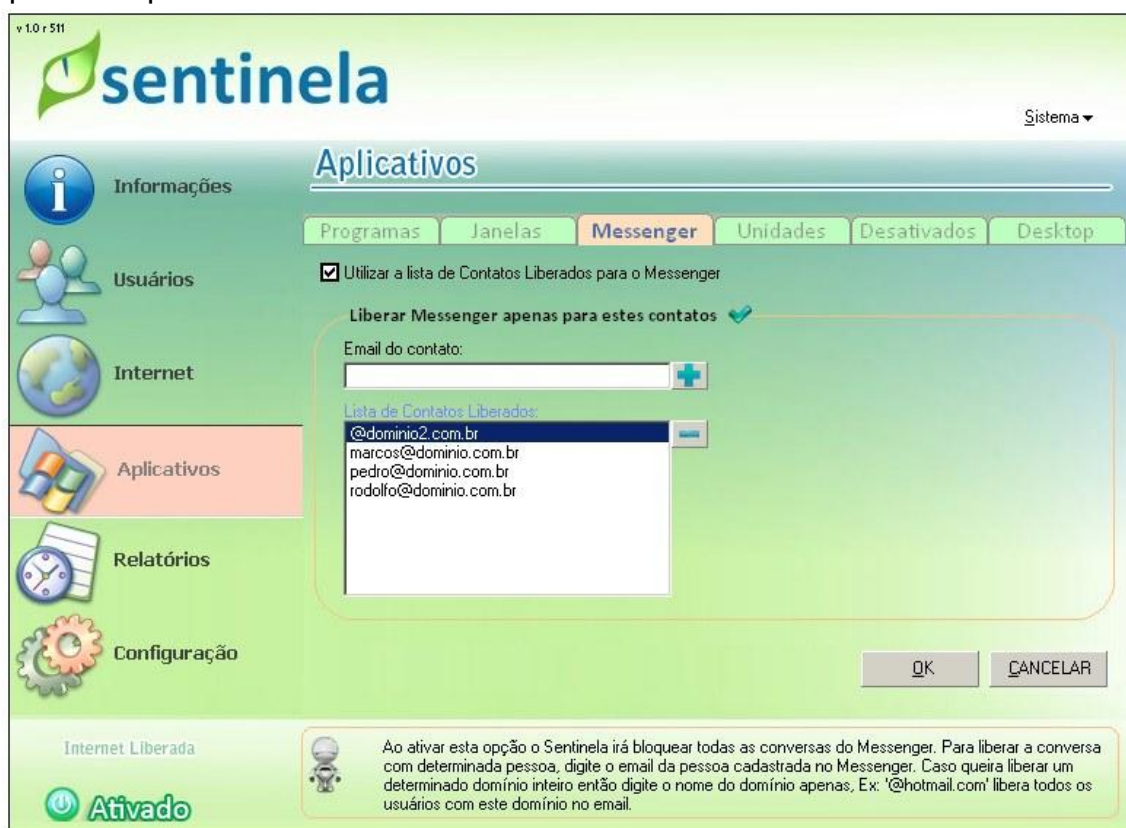 v 1.0 r 511
sentinela
Sistema
Aplicativos
Informações
Usuários
Internet
Aplicativos
Relatórios
Configuração
Programas Janelas Messenger Unidades Desativados Desktop
Utilizar a lista de Contatos Liberados para o Messenger
Liberar Messenger apenas para estes contatos
Email do contato:
Lista de Contatos Liberados:
@dominio2.com.br
marcos@dominio.com.br
pedro@dominio.com.br
rodolfo@dominio.com.br
OK CANCELAR
Internet Liberada
Ativado
Ao ativar esta opção o Sentinela irá bloquear todas as conversas do Messenger. Para liberar a conversa
com determinada pessoa, digite o email da pessoa cadastrada no Messenger. Caso queira liberar um
determinado domínio inteiro então digite o nome do domínio apenas, Ex: '@hotmail.com' libera todos os
usuários com este domínio no email.